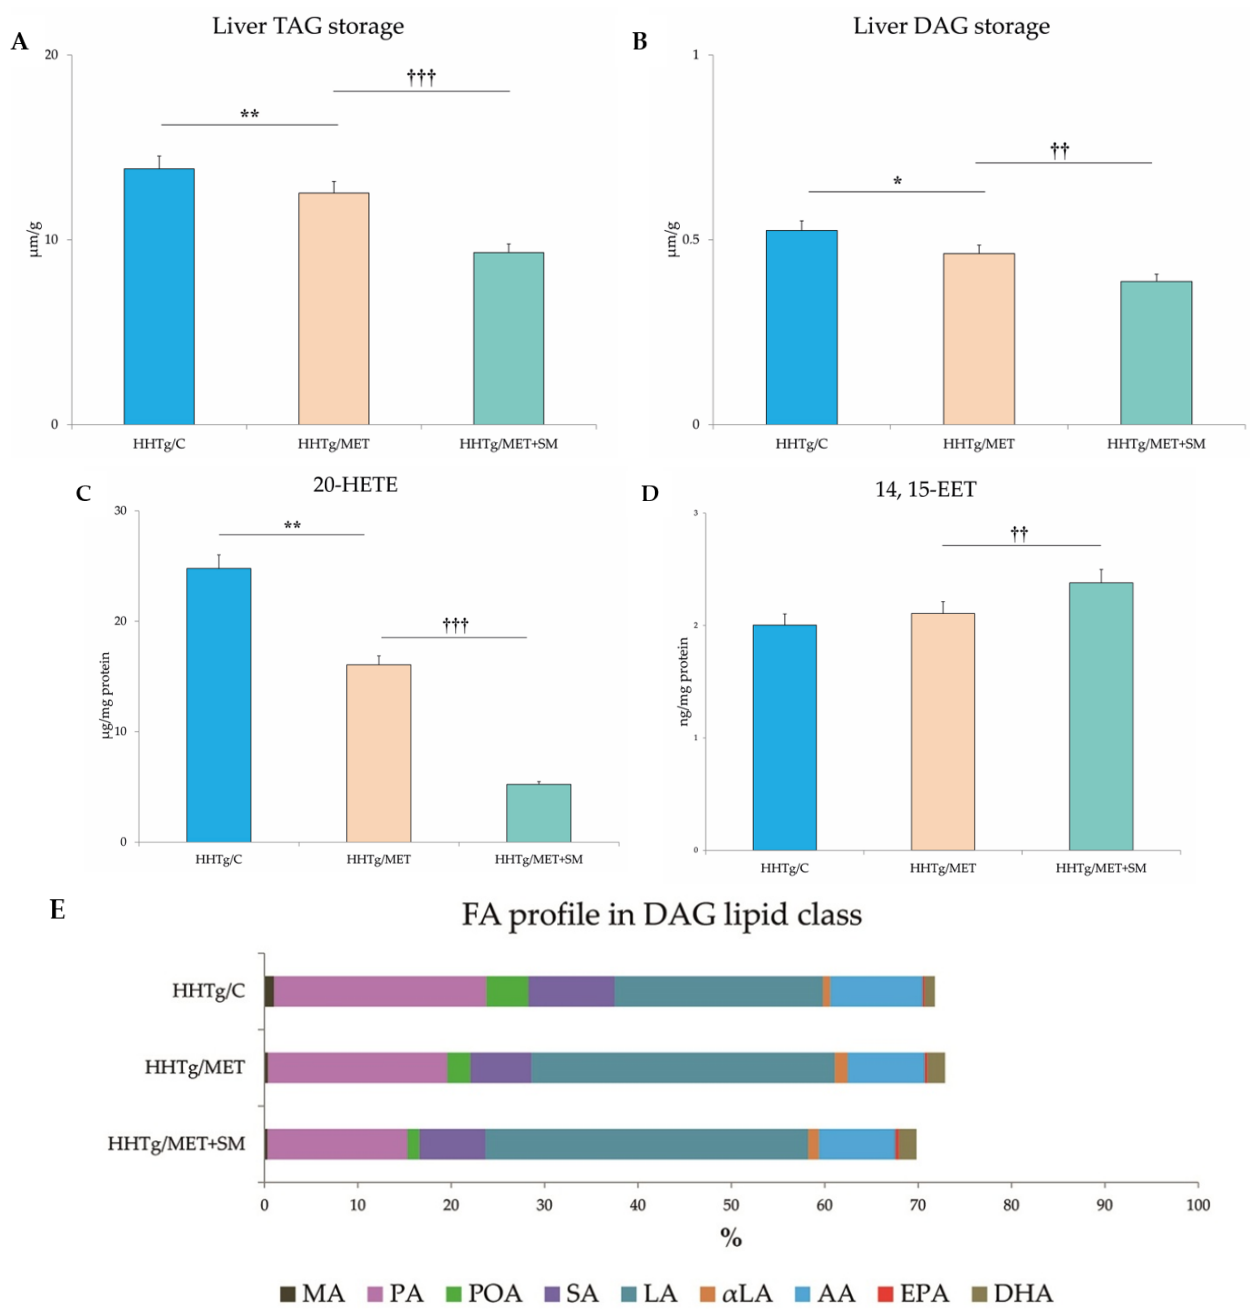 Liver TAG storage
A
20
10
0
µm/g
**
†††
HHTg/C
HHTg/MET
HHTg/MET+SM
Liver DAG storage
B
1
0.5
0
µm/g
*
††
HHTg/C
HHTg/MET
HHTg/MET+SM
20-HETE
C
30
20
10
0
µg/mg protein
**
†††
HHTg/C
HHTg/MET
HHTg/MET+SM
14, 15-EET
D
3
2
1
0
ng/mg protein
††
HHTg/C
HHTg/MET
HHTg/MET+SM
E
FA profile in DAG lipid class
HHTg/C
HHTg/MET
HHTg/MET+SM
0 10 20 30 40 50 60 70 80 90 100
%
MA PA POA SA LA αLA AA EPA DHA